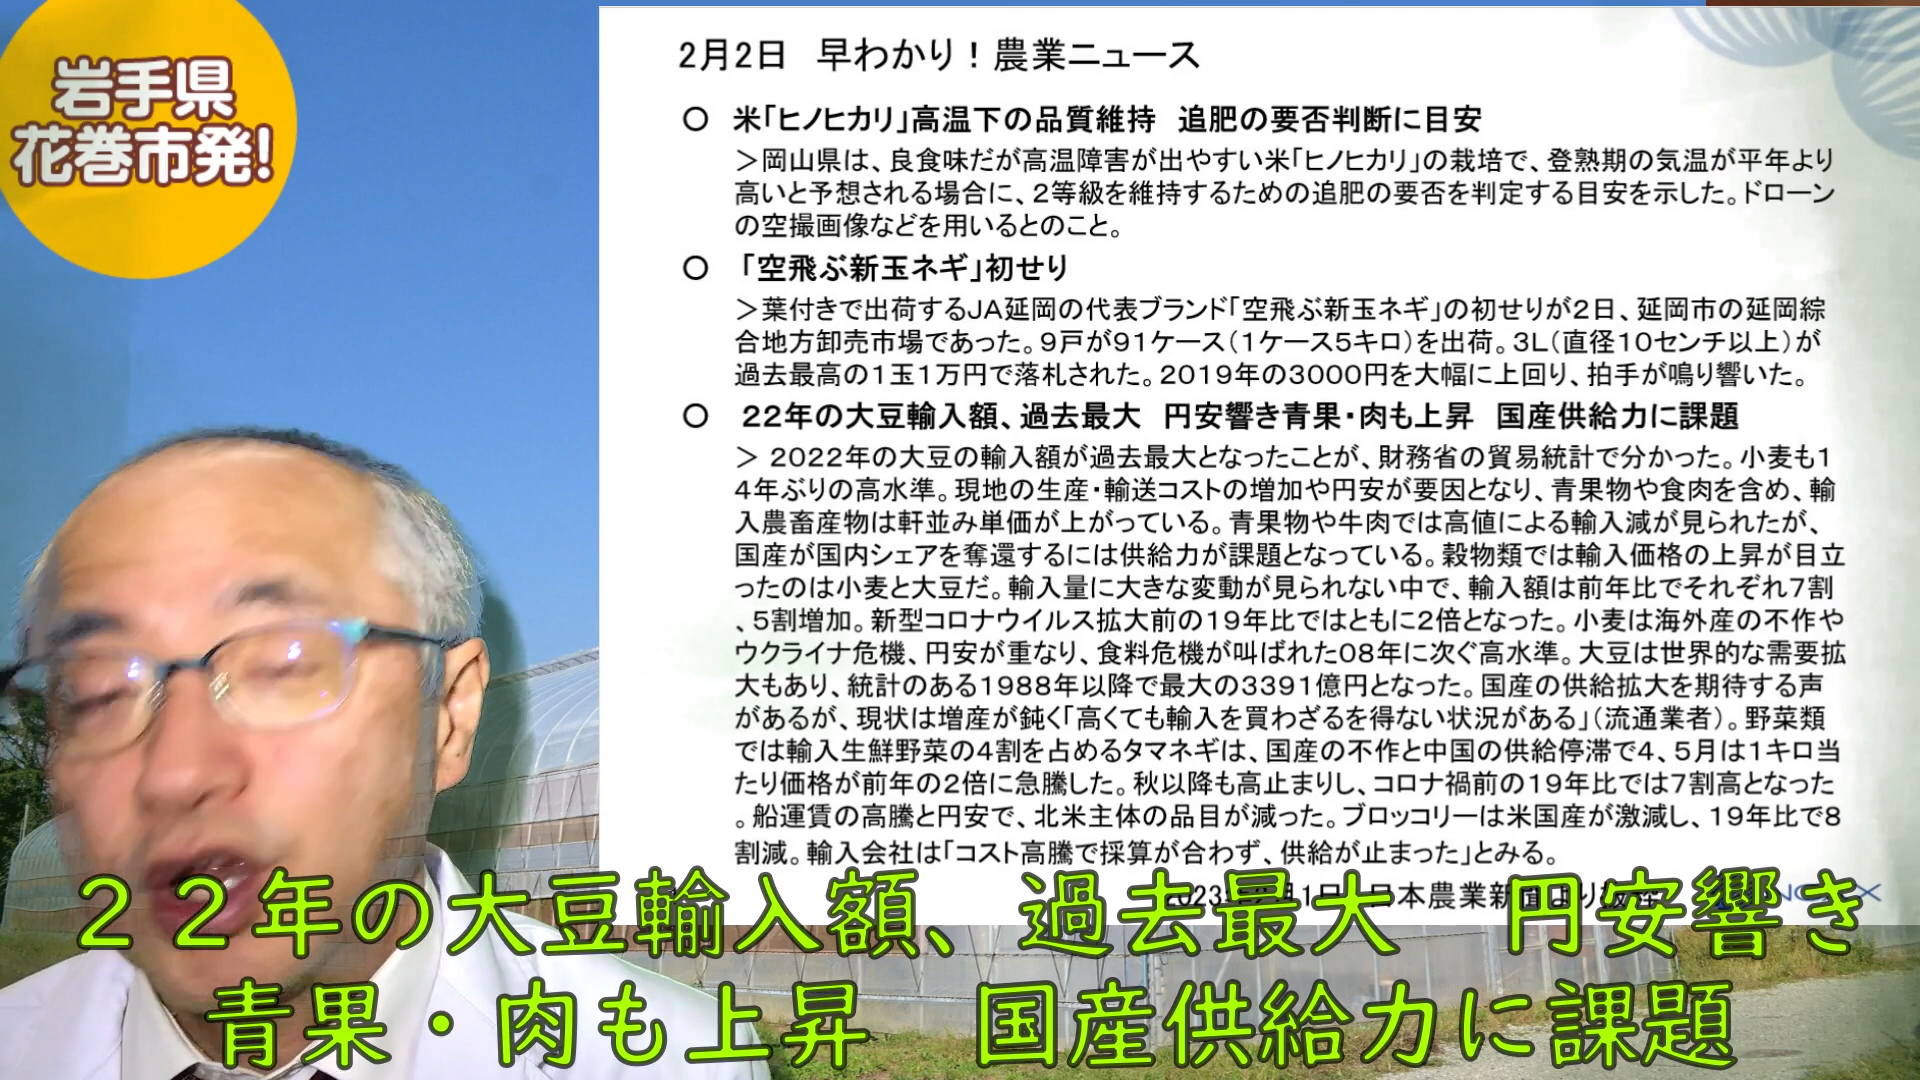 岩手県
花巻市発!
2月2日　早わかり！農業ニュース
○　米「ヒノヒカリ」高温下の品質維持　追肥の要否判断に目安
＞岡山県は、良食味だが高温障害が出やすい米「ヒノヒカリ」の栽培で、登熟期の気温が平年より
高いと予想される場合に、2等級を維持するための追肥の要否を判定する目安を示した。ドローン
の空撮画像などを用いるとのこと。
○　「空飛ぶ新玉ネギ」初せり
＞葉付きで出荷するJA延岡の代表ブランド「空飛ぶ新玉ネギ」の初せりが2日、延岡市の延岡綜
合地方卸売市場であった。9戸が91ケース（1ケース5キロ）を出荷。3L（直径10センチ以上）が
過去最高の1玉1万円で落札された。2019年の3000円を大幅に上回り、拍手が鳴り響いた。
○　22年の大豆輸入額、過去最大　円安響き青果・肉も上昇　国産供給力に課題
＞ 2022年の大豆の輸入額が過去最大となったことが、財務省の貿易統計で分かった。小麦も1
4年ぶりの高水準。現地の生産・輸送コストの増加や円安が要因となり、青果物や食肉を含め、輸
入農畜産物は軒並み単価が上がっている。青果物や牛肉では高値による輸入減が見られたが、
国産が国内シェアを奪還するには供給力が課題となっている。穀物類では輸入価格の上昇が目立
ったのは小麦と大豆だ。輸入量に大きな変動が見られない中で、輸入額は前年比でそれぞれ7割
、5割増加。新型コロナウイルス拡大前の19年比ではともに2倍となった。小麦は海外産の不作や
ウクライナ危機、円安が重なり、食料危機が叫ばれた08年に次ぐ高水準。大豆は世界的な需要拡
大もあり、統計のある1988年以降で最大の3391億円となった。国産の供給拡大を期待する声
があるが、現状は増産が鈍く「高くても輸入を買わざるを得ない状況がある」（流通業者）。野菜類
では輸入生鮮野菜の4割を占めるタマネギは、国産の不作と中国の供給停滞で4、5月は1キロ当
たり価格が前年の2倍に急騰した。秋以降も高止まりし、コロナ禍前の19年比では7割高となった
。船運賃の高騰と円安で、北米主体の品目が減った。ブロッコリーは米国産が激減し、19年比で8
割減。輸入会社は「コスト高騰で採算が合わず、供給が止まった」とみる。
2023年2月1日　日本農業新聞より抜粋
２２年の大豆輸入額、過去最大　円安響き
青果・肉も上昇　国産供給力に課題